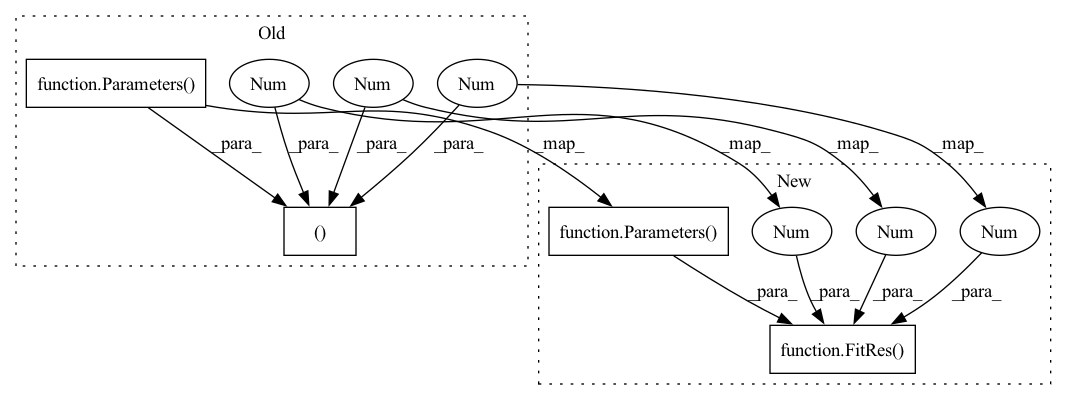 Old
function.Parameters()
Num
Num
Num
_para_
_para_
_para_
_para_
_map_
_map_
_map_
_map_
()
New
function.Parameters()
Num
Num
Num
_para_
_para_
_para_
_para_
function.FitRes()